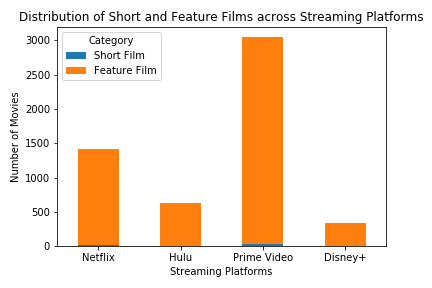 Distribution of Short and Feature Films across Streaming Platforms
Category
Short Film
Feature Film
Number of Movies
3000
2500
2000
1500
1000
500
0
Netflix
Hulu
Prime Video
Disney+
Streaming Platforms